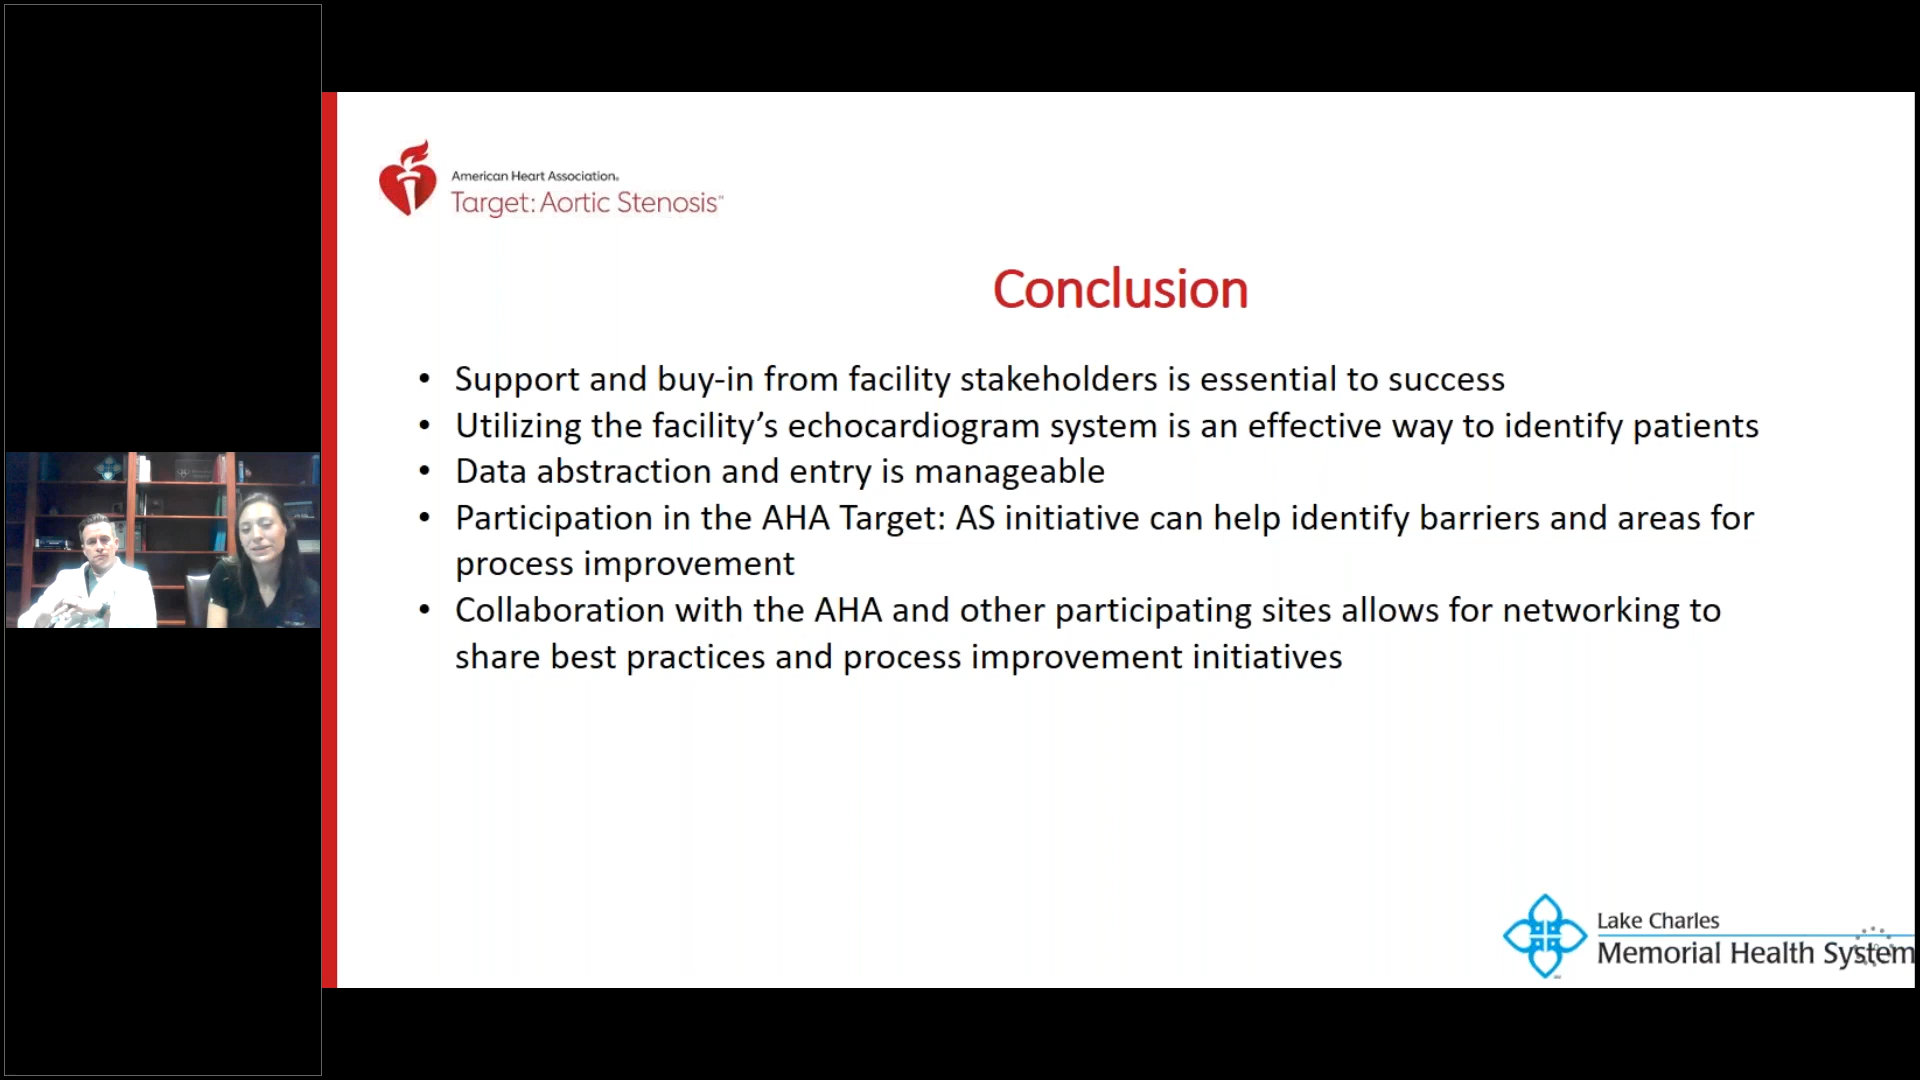 American Heart Association®
Target: Aortic Stenosis™
Conclusion
• Support and buy-in from facility stakeholders is essential to success
• Utilizing the facility’s echocardiogram system is an effective way to identify patients
• Data abstraction and entry is manageable
• Participation in the AHA Target: AS initiative can help identify barriers and areas for
process improvement
• Collaboration with the AHA and other participating sites allows for networking to
share best practices and process improvement initiatives
Lake Charles
Memorial Health System